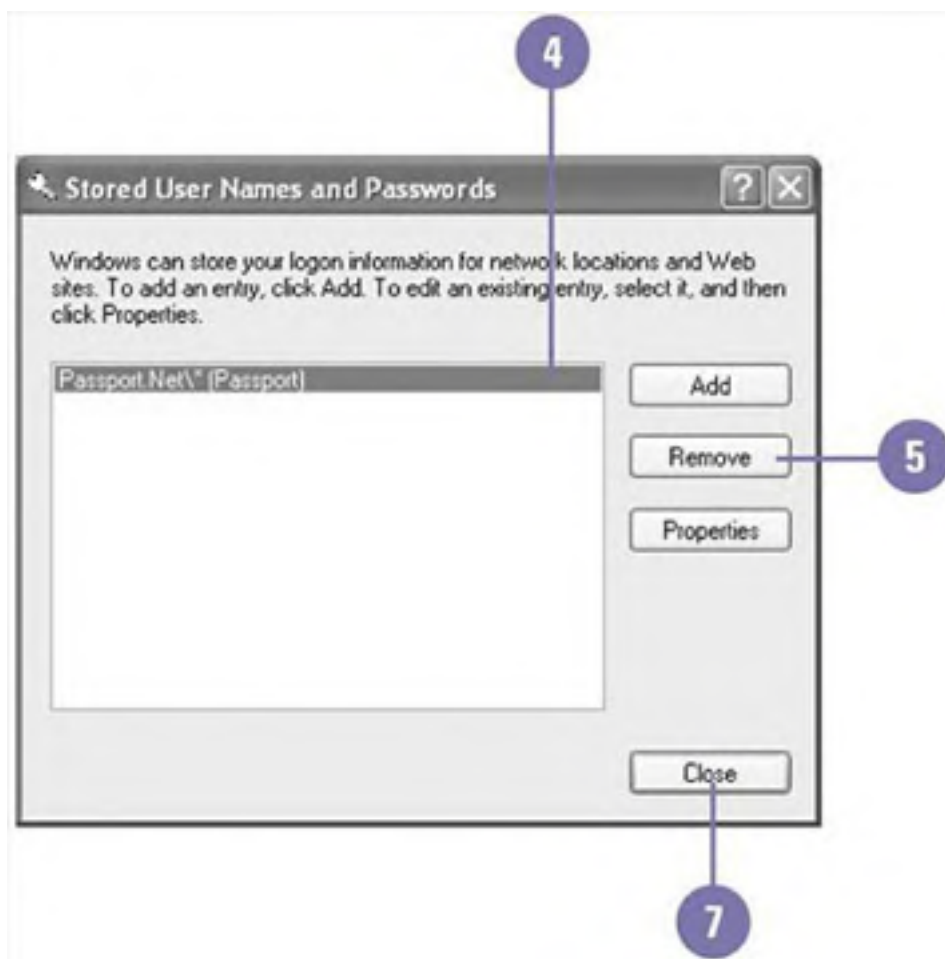 4
Stored User Names and Passwords
Windows can store your logon information for network locations and Web
sites. To add an entry, click Add. To edit an existing entry, select it, and then
click Properties.
Passport.Net\* (Passport)
Add
Remove
5
Properties
Close
7